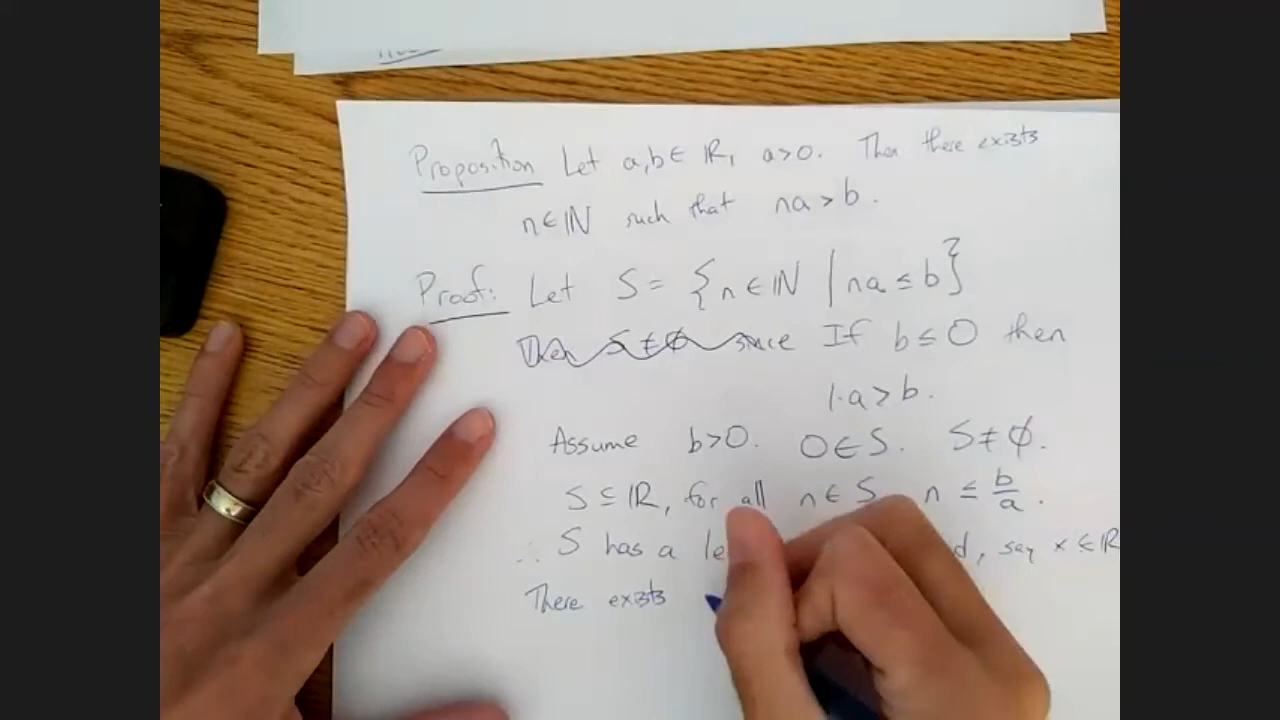 Proposition Let a,b ∈ ℝ, a>0. Then there exists
n∈ℕ such that na > b.
Proof: Let S = {n ∈ ℕ | na ≤ b}
Then S ≠ ∅ since If b ≤ 0 then
1·a > b.
Assume b>0. 0∈S. S≠∅.
S ⊆ ℝ, for all n∈S n ≤ b/a.
∴ S has a le d, say x ∈ ℝ
There exists